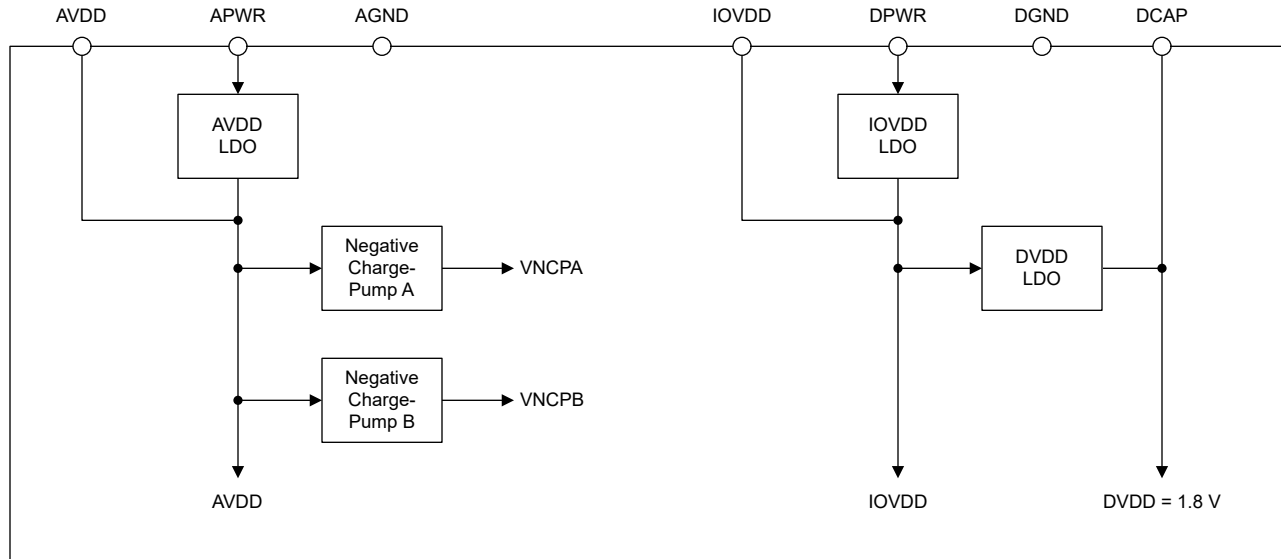 AVDD APWR AGND IOVDD DPWR DGND DCAP
AVDD
LDO
IOVDD
LDO
Negative
Charge-
Pump A
VNCPA
DVDD
LDO
Negative
Charge-
Pump B
VNCPB
AVDD IOVDD DVDD = 1.8 V